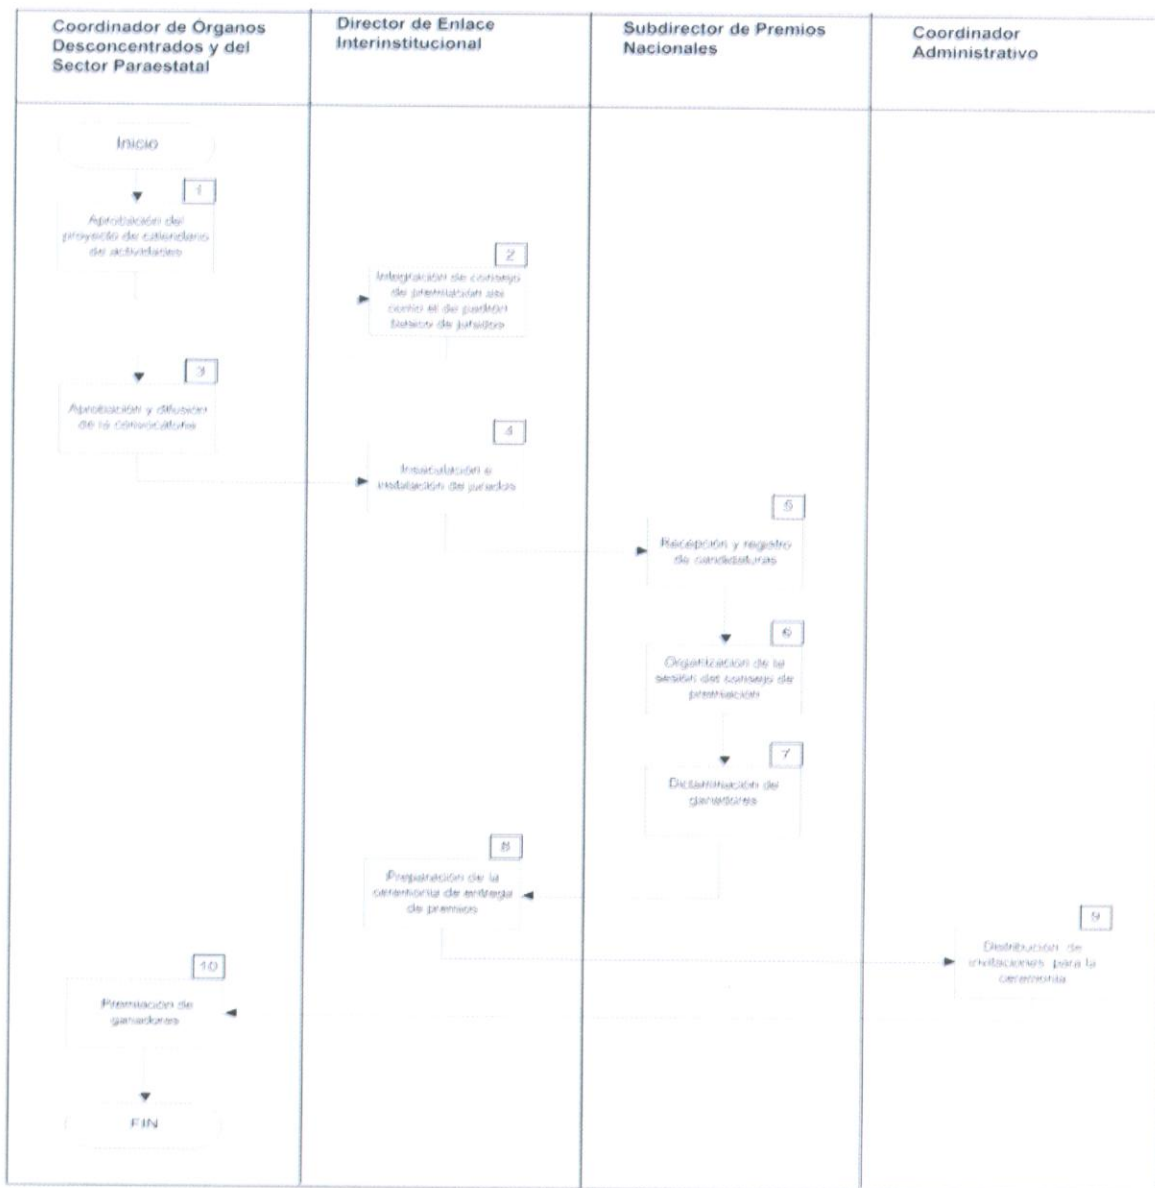 Coordinador de Órganos
Desconcentrados y del
Sector Paraestatal
Director de Enlace
Interinstitucional
Subdirector de Premios
Nacionales
Coordinador
Administrativo
Inicio
1
Aprobación del
proyecto de calendario
de actividades
2
Integración de consejo
de premiación así
como el de padrón
básico de jurados
3
Aprobación y difusión
de la convocatoria
4
Insaculación e
instalación de jurados
5
Recepción y registro
de candidaturas
6
Organización de la
sesión del consejo de
premiación
7
Dictaminación de
ganadores
8
Preparación de la
ceremonia de entrega
de premios
9
Distribución de
invitaciones para la
ceremonia
10
Premiación de
ganadores
FIN